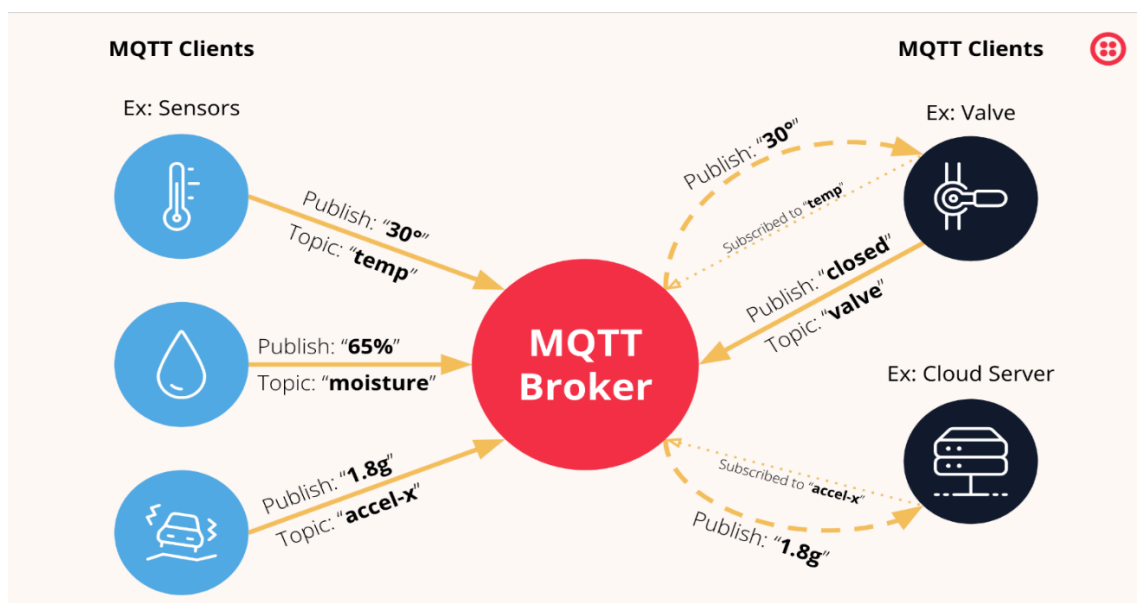 MQTT Clients
MQTT Clients
Ex: Sensors
Ex: Valve
Publish: “30°”
Topic: “temp”
Publish: “30°”
Subscribed to “temp”
Publish: “closed”
Topic: “valve”
Publish: “65%”
Topic: “moisture”
MQTT
Broker
Ex: Cloud Server
Publish: “1.8g”
Topic: “accel-x”
Subscribed to “accel-x”
Publish: “1.8g”